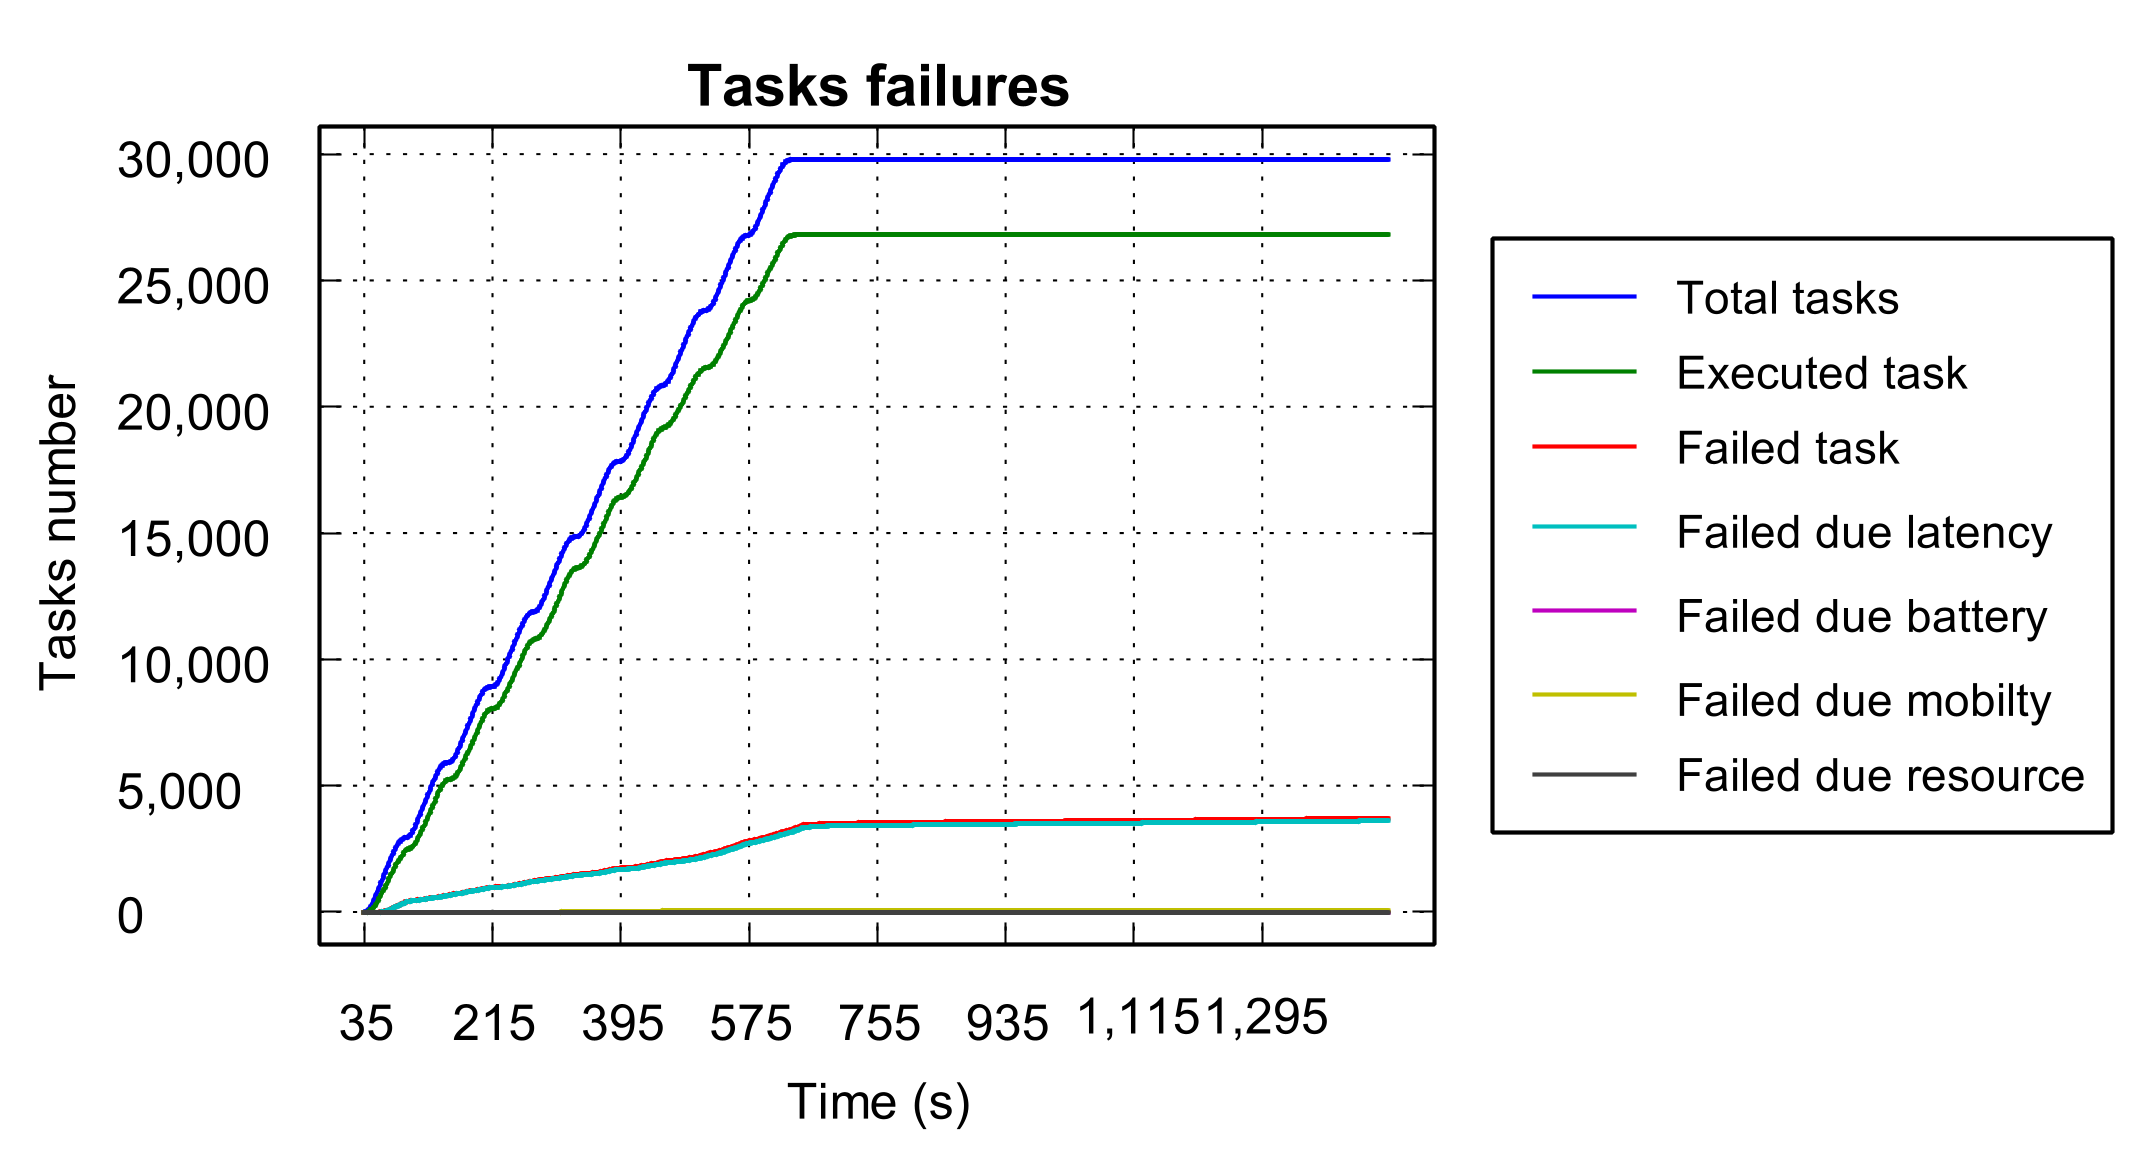 Tasks failures
30,000
25,000
20,000
15,000
10,000
5,000
0
Tasks number
35 215 395 575 755 935 1,115 1,295
Time (s)
Total tasks
Executed task
Failed task
Failed due latency
Failed due battery
Failed due mobilty
Failed due resource